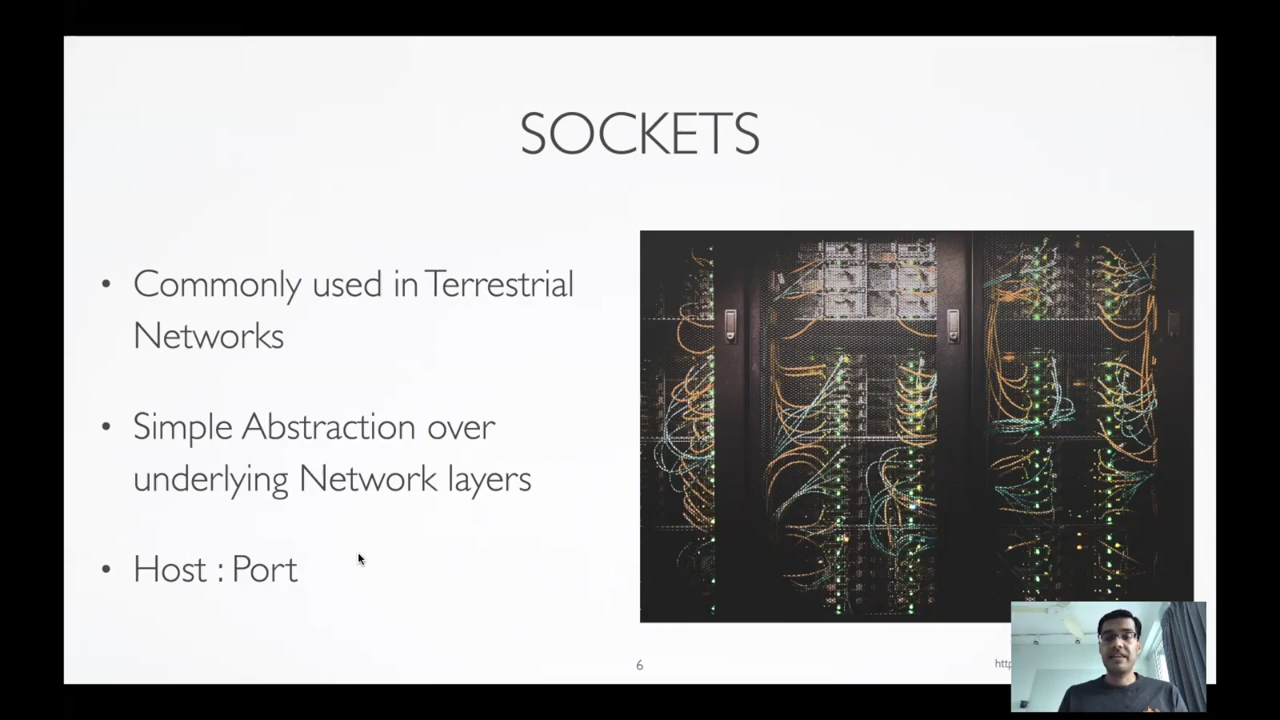 SOCKETS
• Commonly used in Terrestrial
Networks
• Simple Abstraction over
underlying Network layers
• Host : Port
6